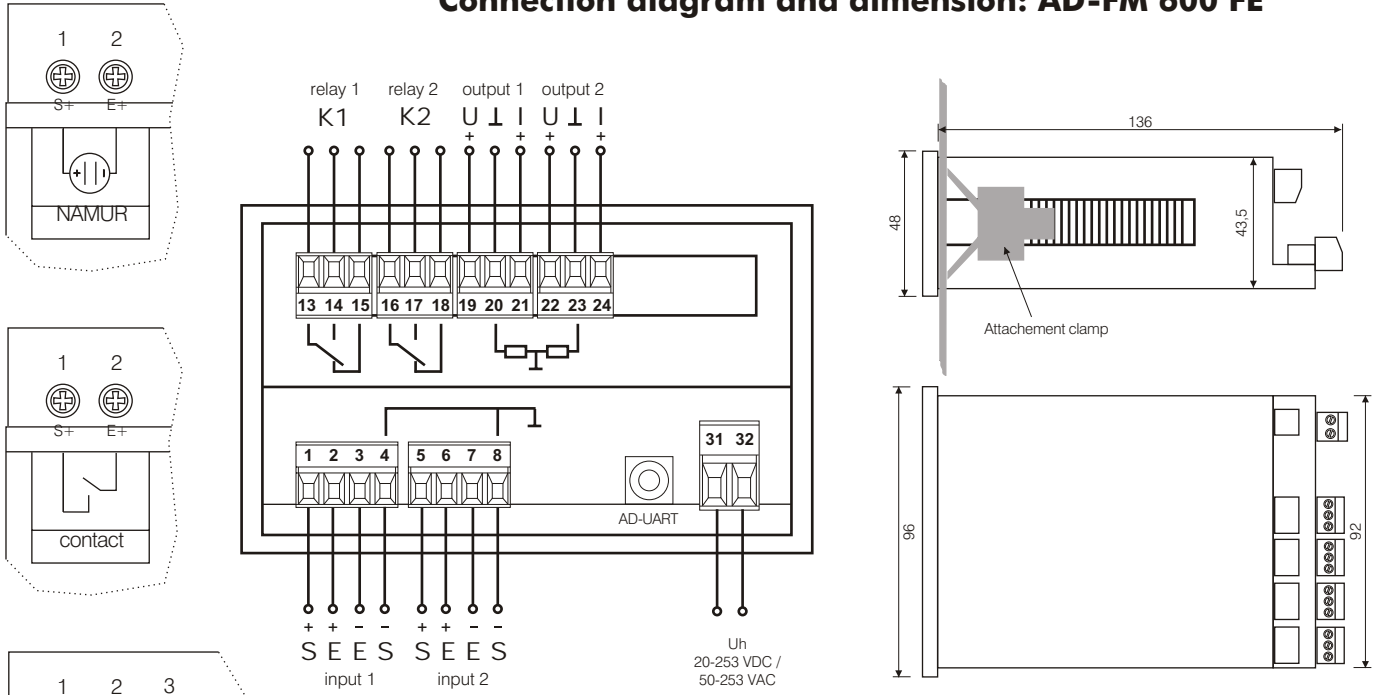 Connection diagram and dimension: AD-FM 600 FE
1 2
S+ E+
NAMUR
1 2
S+ E+
contact
1 2 3
relay 1 relay 2 output 1 output 2
K1 K2 U ⊥ I U ⊥ I
+ + + +
13 14 15 16 17 18 19 20 21 22 23 24
1 2 3 4 5 6 7 8
31 32
AD-UART
+ + - - + + - -
S E E S S E E S
input 1 input 2
Uh
20-253 VDC /
50-253 VAC
136
48
43,5
Attachement clamp
96
92